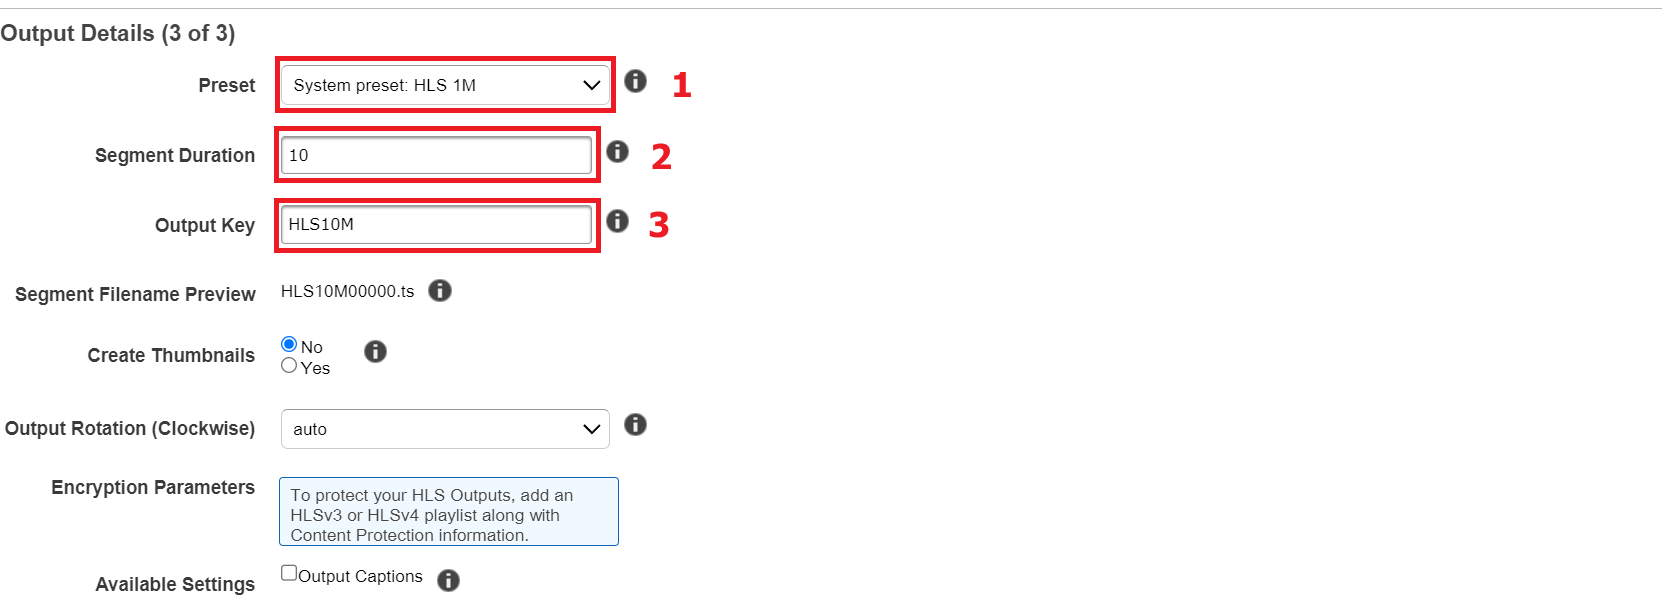 Output Details (3 of 3)
Preset System preset: HLS 1M 1
Segment Duration 10 2
Output Key HLS10M 3
Segment Filename Preview HLS10M00000.ts
Create Thumbnails No
Yes
Output Rotation (Clockwise) auto
Encryption Parameters To protect your HLS Outputs, add an
HLSv3 or HLSv4 playlist along with
Content Protection information.
Available Settings Output Captions